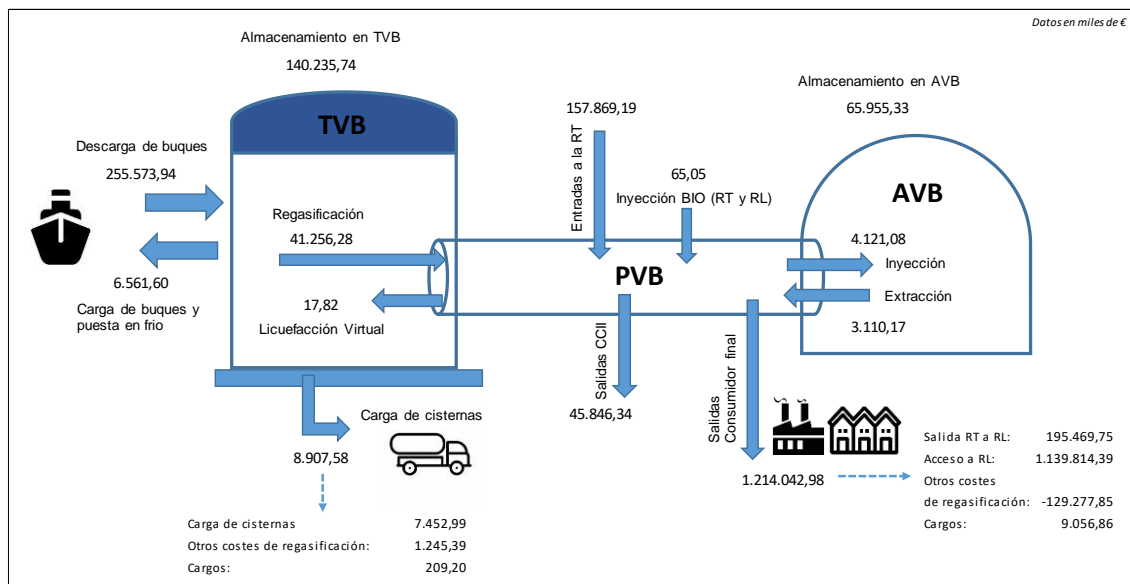 Datos en miles de €
Almacenamiento en TVB
140.235,74
TVB
Descarga de buques
255.573,94
6.561,60
Carga de buques y
puesta en frio
Regasificación
41.256,28
17,82
Licuefacción Virtual
Carga de cisternas
8.907,58
Carga de cisternas 7.452,99
Otros costes de regasificación: 1.245,39
Cargos: 209,20
157.869,19
Entradas a la RT
65,05
Inyección BIO (RT y RL)
PVB
Salidas CCII
45.846,34
Salidas
Consumidor final
1.214.042,98
Almacenamiento en AVB
65.955,33
AVB
4.121,08
Inyección
Extracción
3.110,17
Salida RT a RL: 195.469,75
Acceso a RL: 1.139.814,39
Otros costes
de regasificación: -129.277,85
Cargos: 9.056,86